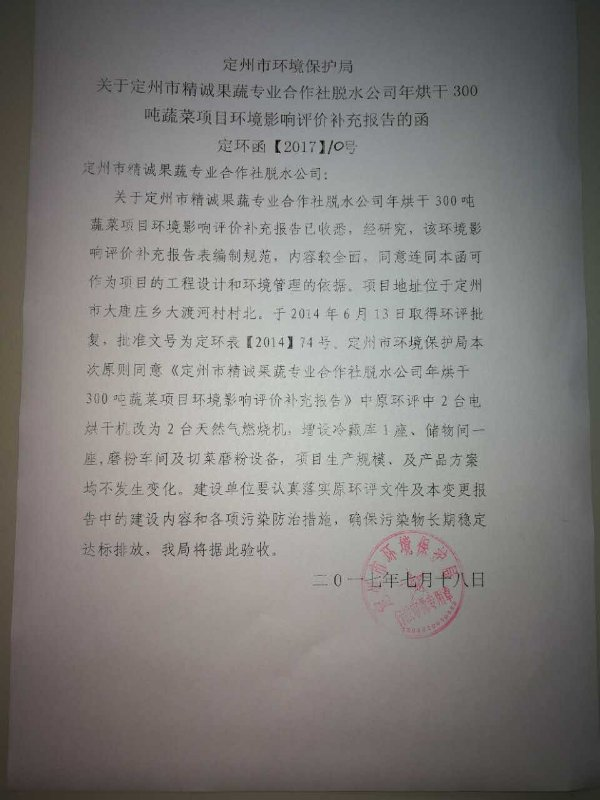 定州市环境保护局
关于定州市精诚果蔬专业合作社脱水公司年烘干300
吨蔬菜项目环境影响评价补充报告的函
定环函【2017】10号
定州市精诚果蔬专业合作社脱水公司:
关于定州市精诚果蔬专业合作社脱水公司年烘干300吨
蔬菜项目环境影响评价补充报告已收悉，经研究，该环境影
响评价补充报告表编制规范，内容较全面，同意连同本函可
作为项目的工程设计和环境管理的依据。项目地址位于定州
市大鹿庄乡大渡河村村北。于2014年6月13日取得环评批
复，批准文号为定环表【2014】74号、定州市环境保护局本
次原则同意《定州市精诚果蔬专业合作社脱水公司年烘干
300吨蔬菜项目环境影响评价补充报告》中原环评中2台电
烘干机改为2台天然气燃烧机，增设冷藏库1座、储物间一
座,磨粉车间及切菜磨粉设备，项目生产规模、及产品方案
均不发生变化。建设单位要认真落实原环评文件及本变更报
告中的建设内容和各项污染防治措施，确保污染物长期稳定
达标排放，我局将据此验收。
二0一七年七月十八日
定州市环境保护局